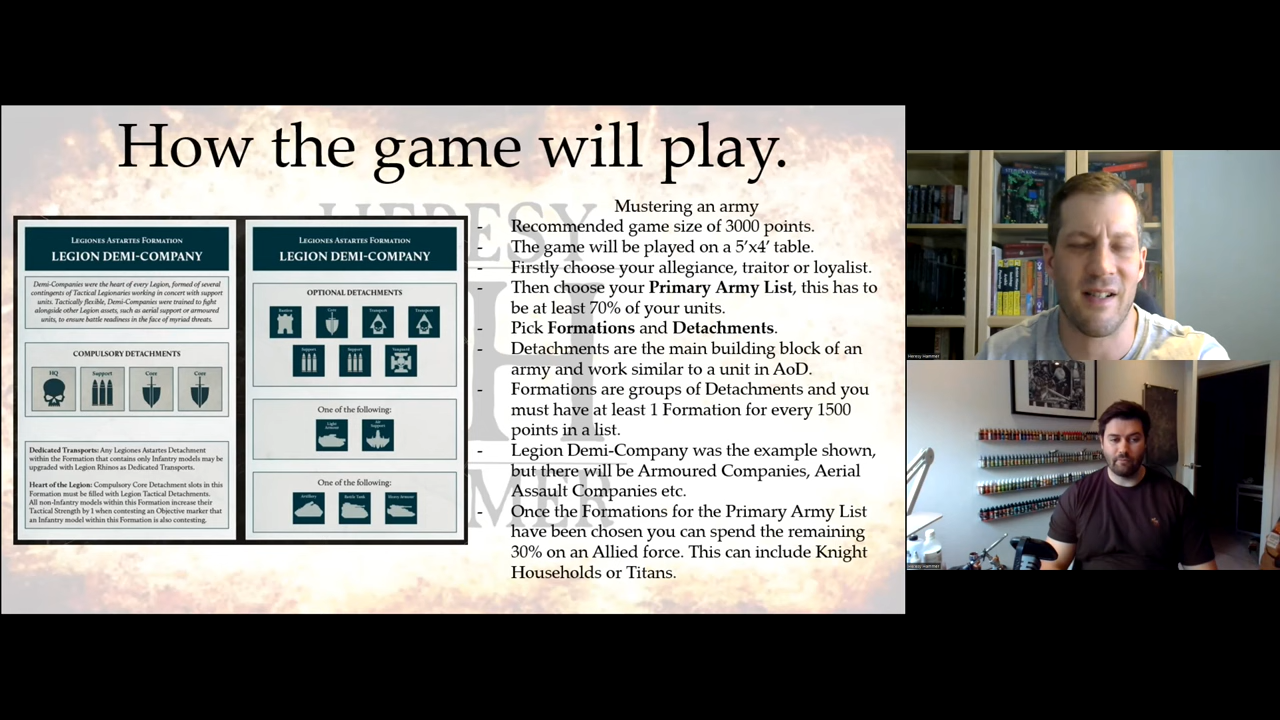 How the game will play.
HERESY
HAMMER
LEGIONES ASTARTES FORMATION
LEGION DEMI-COMPANY
Demi-Companies were the heart of every Legion, formed of several
contingents of Tactical Legionaries working in concert with support
units. Tactically flexible, Demi-Companies were trained to fight
alongside other Legion assets, such as aerial support or armoured
units, to ensure battle readiness in the face of myriad threats.
COMPULSORY DETACHMENTS
HQ
Support
Core
Core
Dedicated Transports: Any Legiones Astartes Detachment
within the Formation that contains only Infantry models may be
upgraded with Legion Rhinos as Dedicated Transports.
Heart of the Legion: Compulsory Core Detachment slots in this
Formation must be filled with Legion Tactical Detachments.
All non-Infantry models within this Formation increase their
Tactical Strength by 1 when contesting an Objective marker that
an Infantry model within this Formation is also contesting.
LEGIONES ASTARTES FORMATION
LEGION DEMI-COMPANY
OPTIONAL DETACHMENTS
Bastion
Core
Transport
Transport
Support
Support
Vanguard
One of the following:
Light Armour
Air Support
One of the following:
Artillery
Battle Tank
Heavy Armour
Mustering an army
- Recommended game size of 3000 points.
- The game will be played on a 5’x4’ table.
- Firstly choose your allegiance, traitor or loyalist.
- Then choose your Primary Army List, this has to
be at least 70% of your units.
- Pick Formations and Detachments.
- Detachments are the main building block of an
army and work similar to a unit in AoD.
- Formations are groups of Detachments and you
must have at least 1 Formation for every 1500
points in a list.
- Legion Demi-Company was the example shown,
but there will be Armoured Companies, Aerial
Assault Companies etc.
- Once the Formations for the Primary Army List
have been chosen you can spend the remaining
30% on an Allied force. This can include Knight
Households or Titans.
STEPHEN KING
Henny Hammer